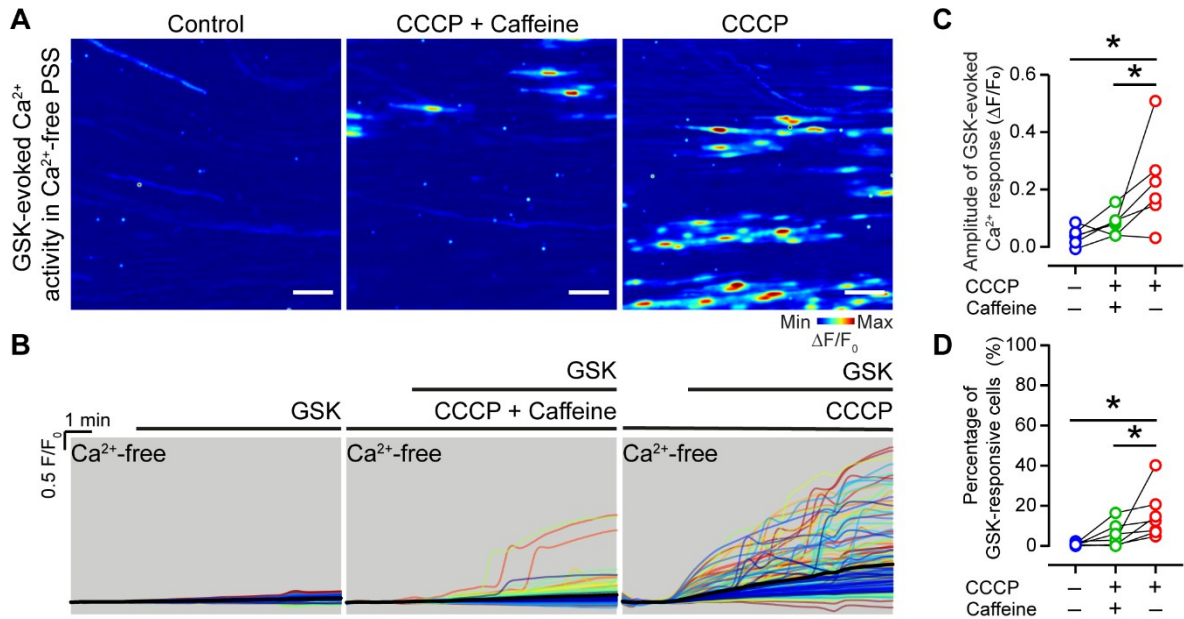 A
Control
CCCP + Caffeine
CCCP
GSK-evoked Ca²⁺
activity in Ca²⁺-free PSS
Min
Max
ΔF/F₀
B
1 min
0.5 F/F₀
GSK
Ca²⁺-free
GSK
CCCP + Caffeine
Ca²⁺-free
GSK
CCCP
Ca²⁺-free
C
Amplitude of GSK-evoked
Ca²⁺ response (ΔF/F₀)
0.6
0.4
0.2
0.0
*
*
CCCP − + +
Caffeine + −
D
Percentage of
GSK-responsive cells (%)
100
80
60
40
20
0
*
*
CCCP − + +
Caffeine + −